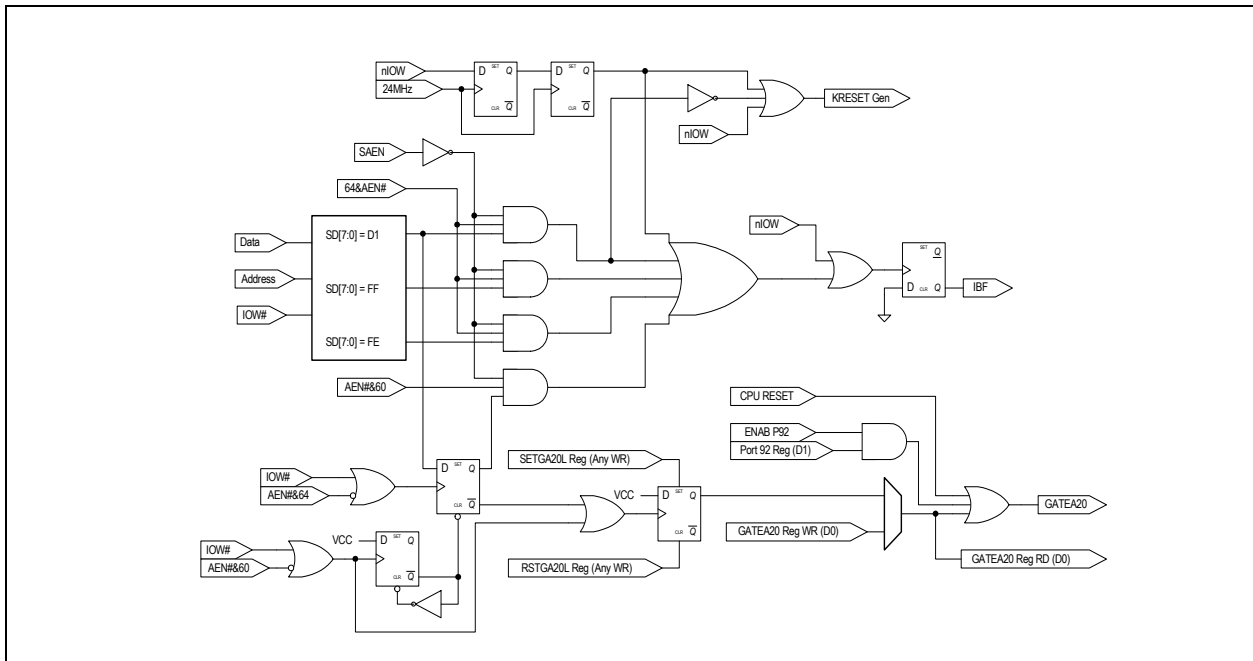 nIOW
24MHz
D SET Q
CLR Q
D SET Q
CLR Q
KRESET Gen
nIOW
SAEN
64&AEN#
Data
Address
IOW#
SD[7:0] = D1
SD[7:0] = FF
SD[7:0] = FE
AEN#&60
nIOW
SET Q
D CLR Q
IBF
CPU RESET
ENAB P92
Port 92 Reg (D1)
IOW#
AEN#&64
D SET Q
CLR Q
SETGA20L Reg (Any WR)
VCC
D SET Q
CLR Q
RSTGA20L Reg (Any WR)
GATEA20 Reg WR (D0)
GATEA20
GATEA20 Reg RD (D0)
IOW#
AEN#&60
VCC
D SET Q
CLR Q